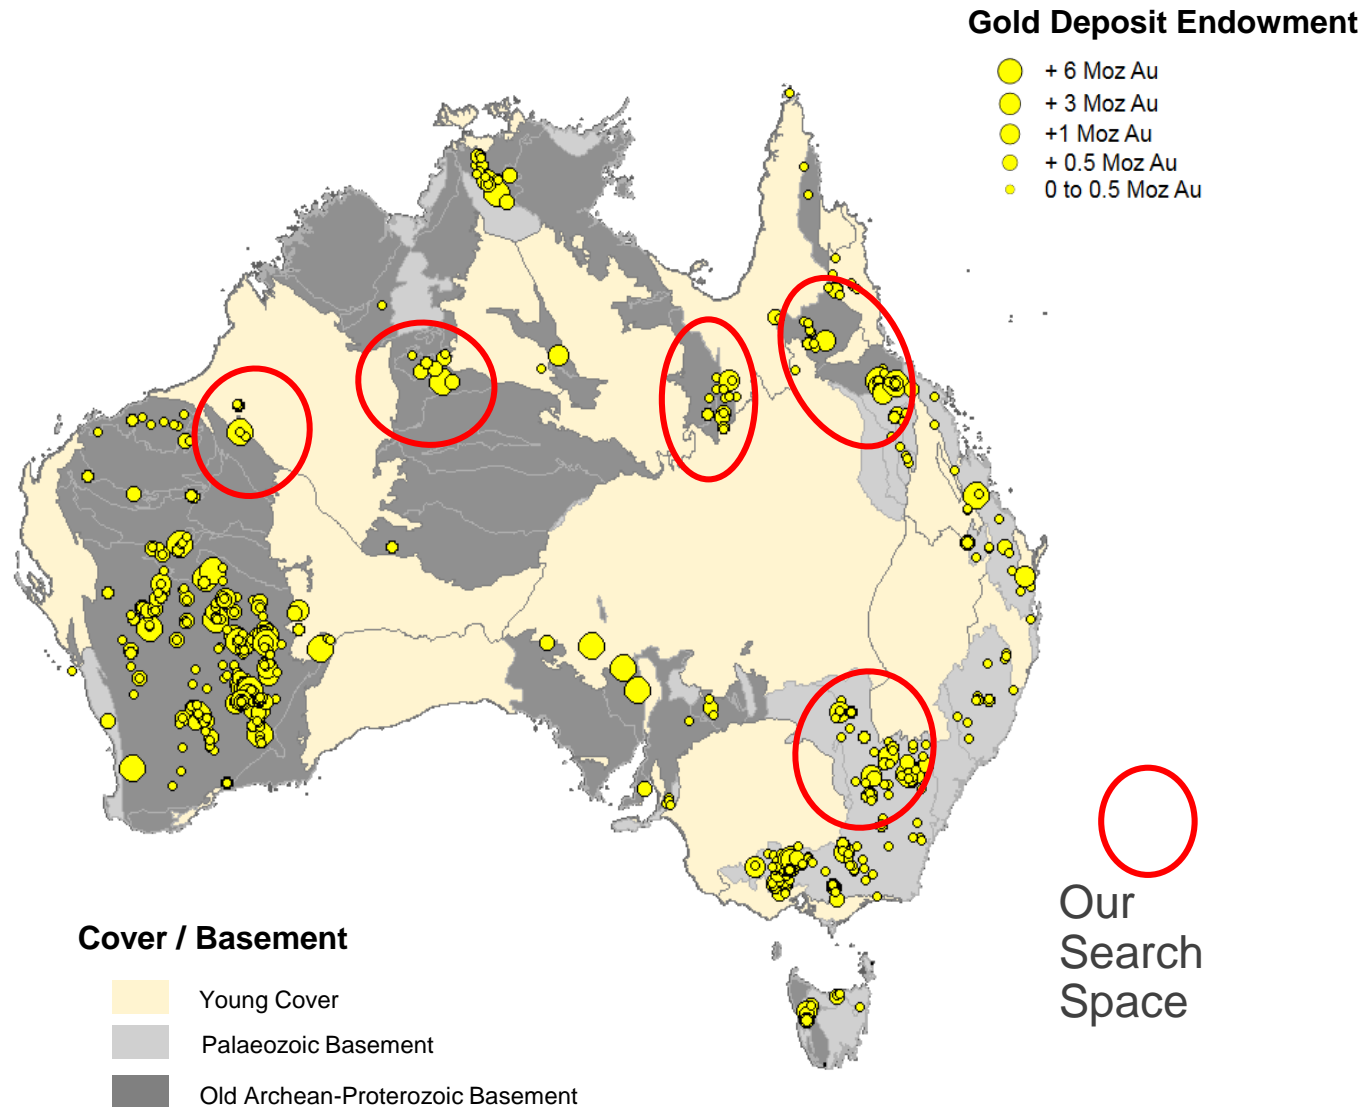 Gold Deposit Endowment
+ 6 Moz Au
+ 3 Moz Au
+1 Moz Au
+ 0.5 Moz Au
0 to 0.5 Moz Au
Our
Search
Space
Cover / Basement
Young Cover
Palaeozoic Basement
Old Archean-Proterozoic Basement